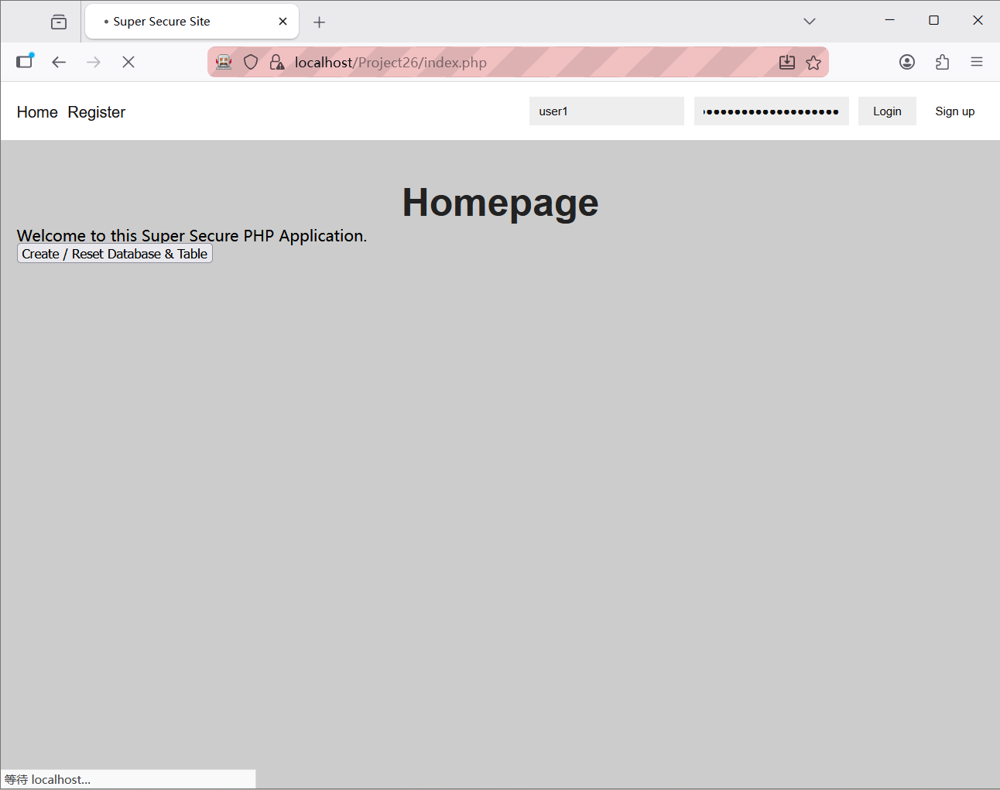 Super Secure Site
localhost/Project26/index.php
Home Register user1 •••••••••••••••••••• Login Sign up
Homepage
Welcome to this Super Secure PHP Application.
Create / Reset Database & Table
等待 localhost...